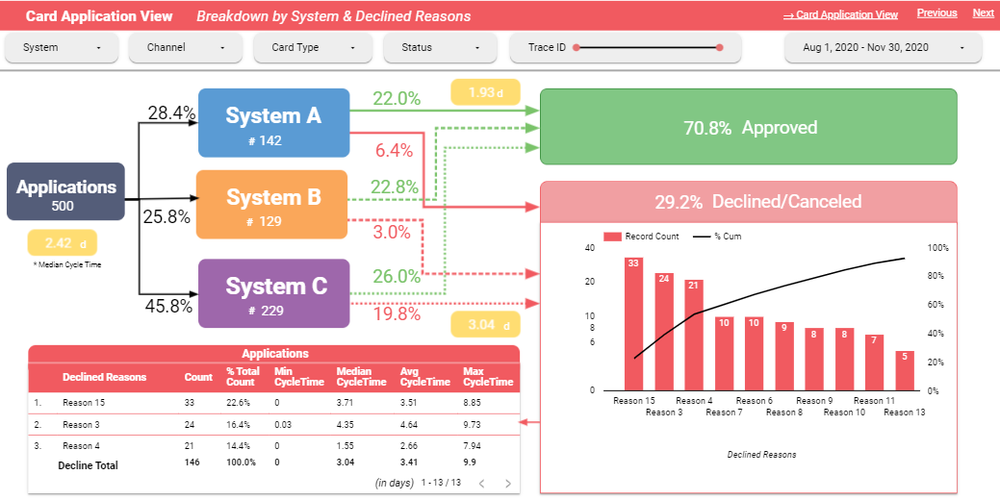 Card Application View Breakdown by System & Declined Reasons → Card Application View Previous Next
System Channel Card Type Status Trace ID Aug 1, 2020 - Nov 30, 2020
28.4%
System A
# 142
22.0%
6.4%
1.93 d
70.8% Approved
Applications
500
2.42 d
* Median Cycle Time
25.8%
System B
# 129
22.8%
3.0%
45.8%
System C
# 229
26.0%
19.8%
3.04 d
29.2% Declined/Canceled
Record Count % Cum
40
20
10
8
6
0
33 24 21 10 10 9 8 8 7 5
100%
80%
60%
40%
20%
0%
Reason 15 Reason 4 Reason 6 Reason 9 Reason 11
Reason 3 Reason 7 Reason 8 Reason 10 Reason 13
Declined Reasons
Applications
Declined Reasons Count % Total Count Min CycleTime Median CycleTime Avg CycleTime Max CycleTime
1. Reason 15 33 22.6% 0 3.71 3.51 8.85
2. Reason 3 24 16.4% 0.03 4.35 4.64 9.73
3. Reason 4 21 14.4% 0 1.55 2.66 7.94
Decline Total 146 100.0% 0 3.04 3.41 9.9
(in days) 1 - 13 / 13 < >